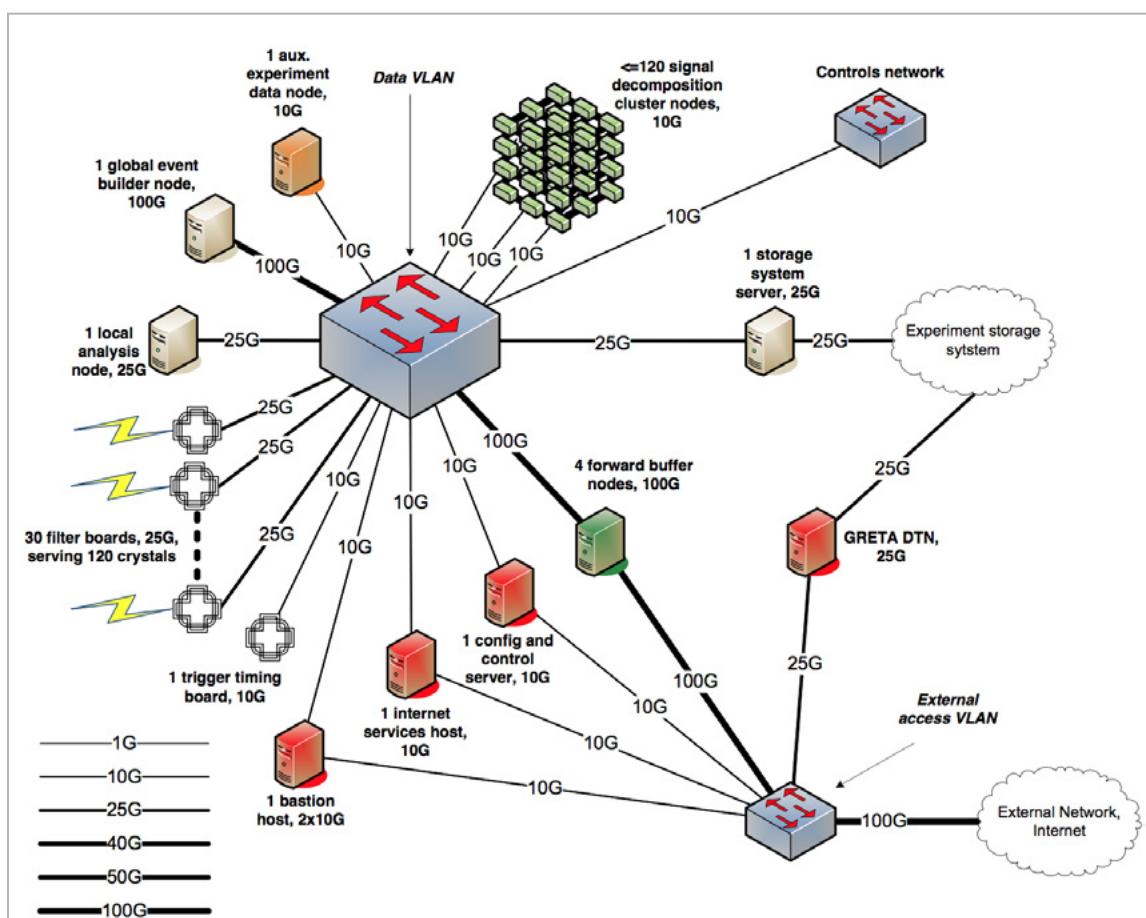 1 aux.
experiment
data node,
10G
Data VLAN
<=120 signal
decomposition
cluster nodes,
10G
Controls network
1 global event
builder node,
100G
10G
10G
10G
10G
10G
100G
1 storage
system
server, 25G
1 local
analysis
node, 25G
25G
25G
25G
Experiment storage
sytstem
25G
25G
25G
100G
10G
10G
10G
10G
4 forward buffer
nodes, 100G
25G
30 filter boards, 25G,
serving 120 crystals
GRETA DTN,
25G
1 trigger timing
board, 10G
1 config and
control
server, 10G
100G
25G
1 internet
services host,
10G
10G
10G
External
access VLAN
1 bastion
host, 2x10G
10G
100G
External Network,
Internet
1G
10G
25G
40G
50G
100G